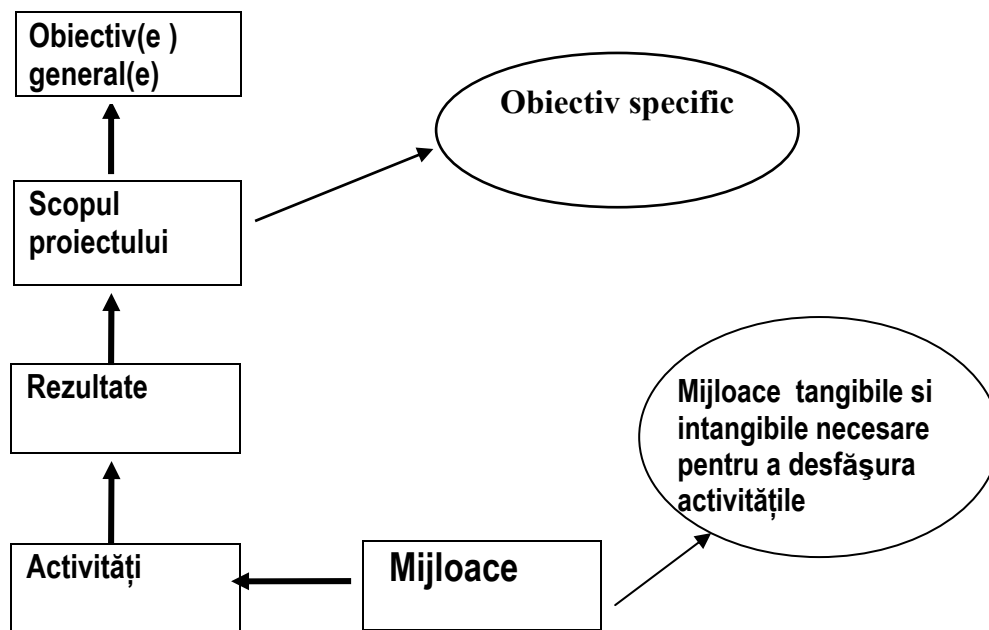 Obiectiv(e )
general(e)
Obiectiv specific
Scopul
proiectului
Rezultate
Mijloace tangibile si
intangibile necesare
pentru a desfăşura
activitățile
Activități
Mijloace